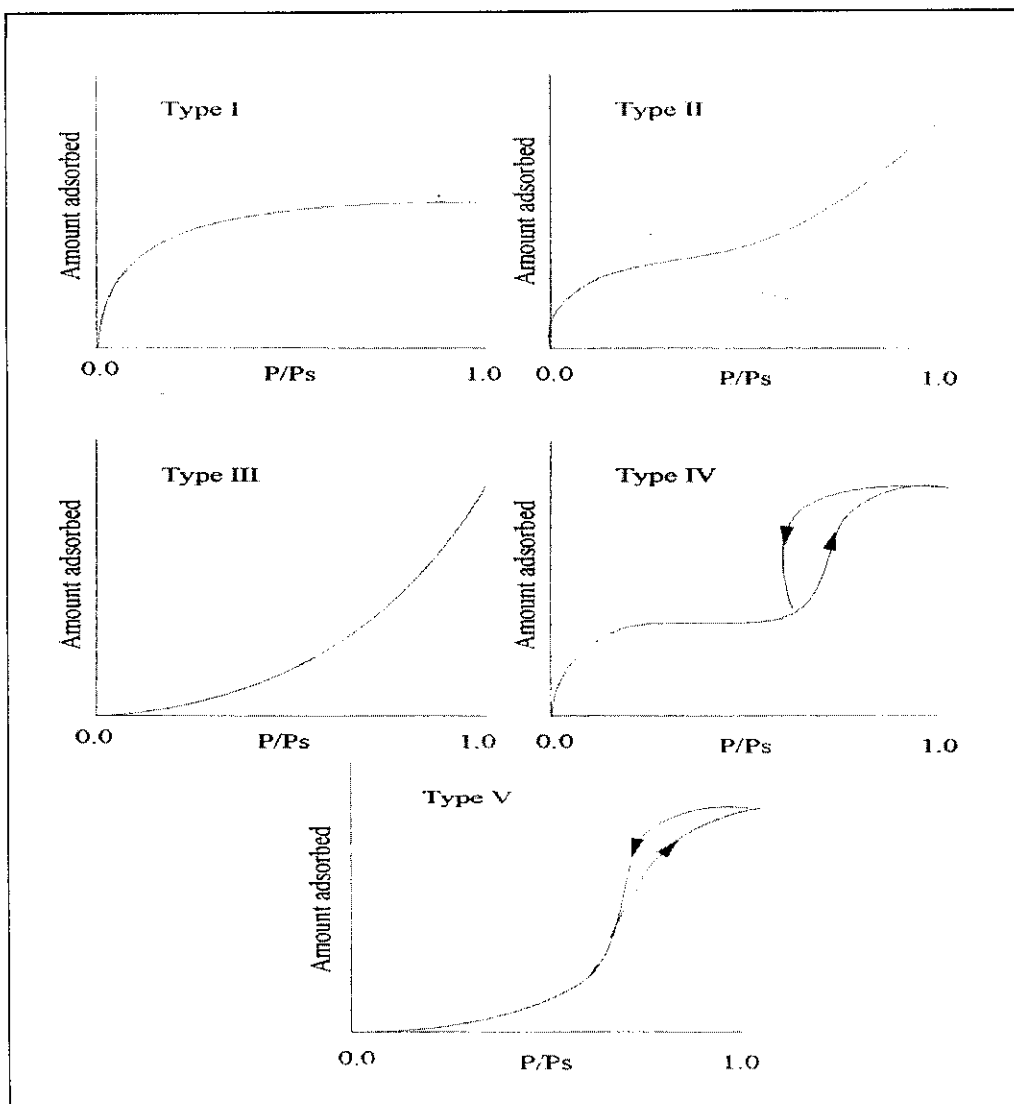 Type I
Amount adsorbed
0.0
P/Ps
1.0
Type II
Amount adsorbed
0.0
P/Ps
1.0
Type III
Amount adsorbed
0.0
P/Ps
1.0
Type IV
Amount adsorbed
0.0
P/Ps
1.0
Type V
Amount adsorbed
0.0
P/Ps
1.0